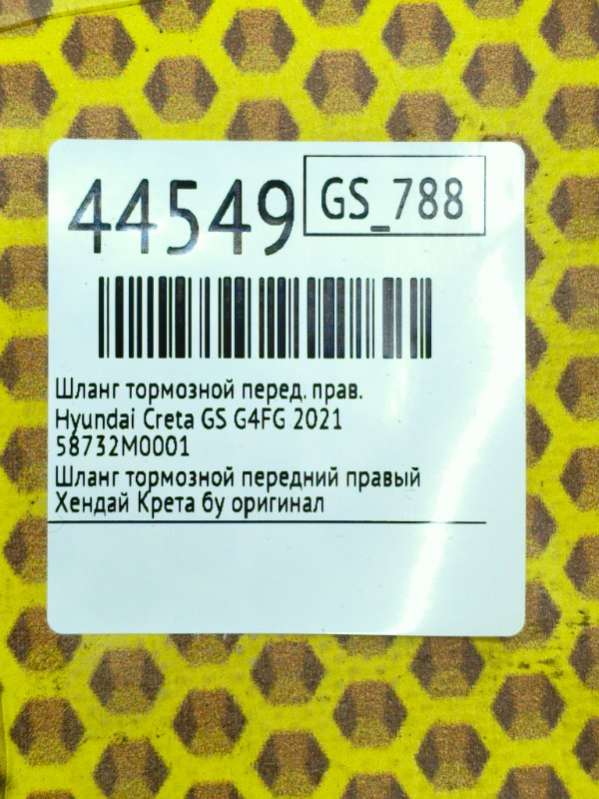 44549
GS_788
Шланг тормозной перед. прав.
Hyundai Creta GS G4FG 2021
58732M0001
Шланг тормозной передний правый
Хендай Крета бу оригинал